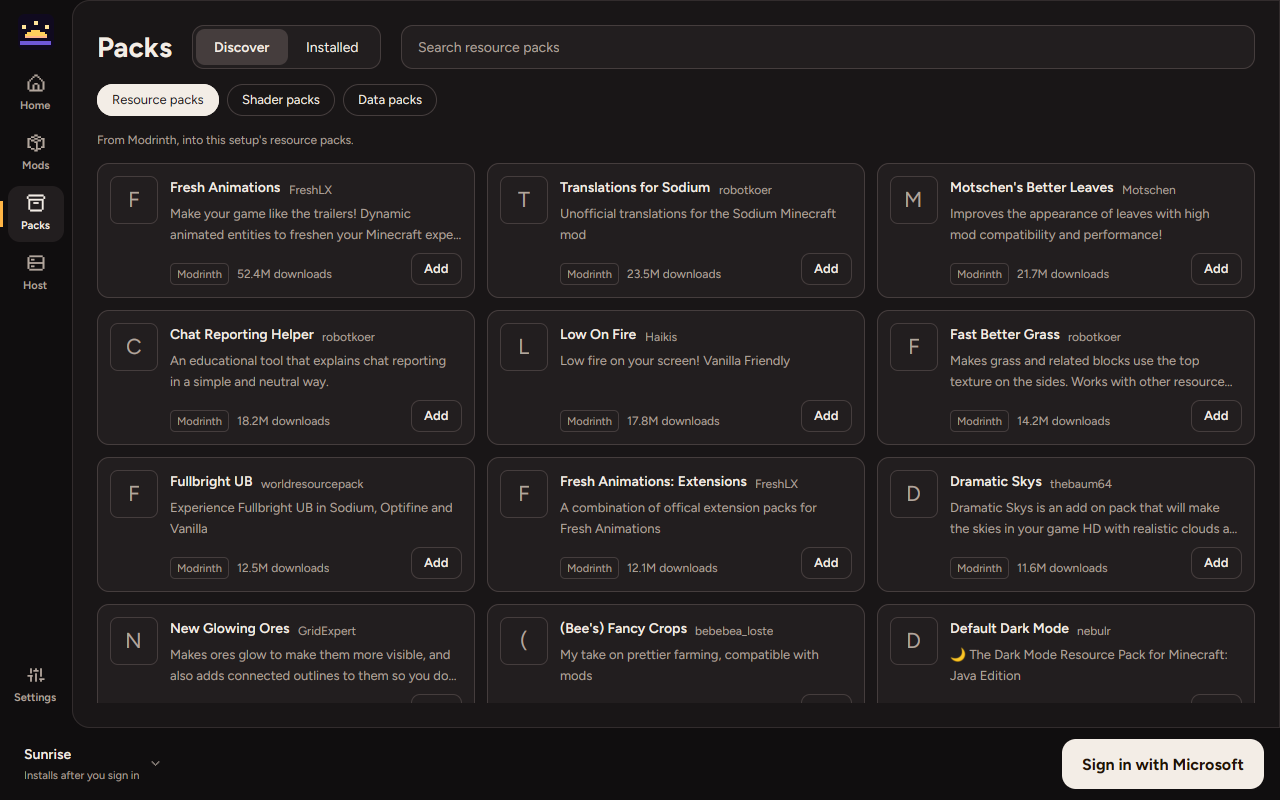 Packs
Discover
Installed
Search resource packs
Home
Mods
Packs
Host
Settings
Resource packs
Shader packs
Data packs
From Modrinth, into this setup's resource packs.
F
Fresh Animations FreshLX
Make your game like the trailers! Dynamic
animated entities to freshen your Minecraft expe...
Modrinth 52.4M downloads
Add
T
Translations for Sodium robotkoer
Unofficial translations for the Sodium Minecraft
mod
Modrinth 23.5M downloads
Add
M
Motschen's Better Leaves Motschen
Improves the appearance of leaves with high
mod compatibility and performance!
Modrinth 21.7M downloads
Add
C
Chat Reporting Helper robotkoer
An educational tool that explains chat reporting
in a simple and neutral way.
Modrinth 18.2M downloads
Add
L
Low On Fire Haikis
Low fire on your screen! Vanilla Friendly
Modrinth 17.8M downloads
Add
F
Fast Better Grass robotkoer
Makes grass and related blocks use the top
texture on the sides. Works with other resource...
Modrinth 14.2M downloads
Add
F
Fullbright UB worldresourcepack
Experience Fullbright UB in Sodium, Optifine and
Vanilla
Modrinth 12.5M downloads
Add
F
Fresh Animations: Extensions FreshLX
A combination of offical extension packs for
Fresh Animations
Modrinth 12.1M downloads
Add
D
Dramatic Skys thebaum64
Dramatic Skys is an add on pack that will make
the skies in your game HD with realistic clouds a...
Modrinth 11.6M downloads
Add
N
New Glowing Ores GridExpert
Makes ores glow to make them more visible, and
also adds connected outlines to them so you do...
(
(Bee's) Fancy Crops bebebea_loste
My take on prettier farming, compatible with
mods
D
Default Dark Mode nebulr
🌙 The Dark Mode Resource Pack for Minecraft:
Java Edition
Sunrise
Installs after you sign in
Sign in with Microsoft